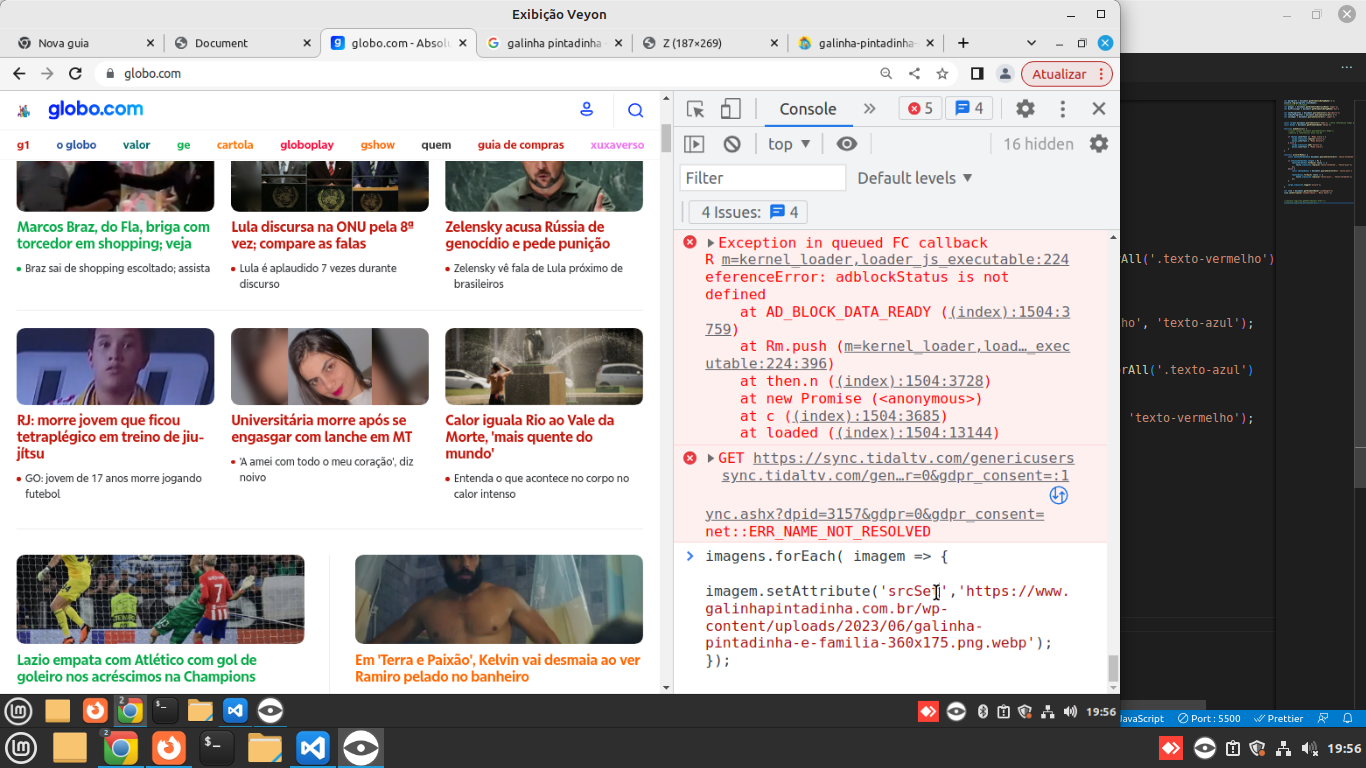 Exibição Veyon
Nova guia
Document
globo.com - Absolu
galinha pintadinha
Z (187×269)
galinha-pintadinha-
globo.com
Atualizar
globo.com
g1 o globo valor ge cartola globoplay gshow quem guia de compras xuxaverso
Marcos Braz, do Fla, briga com
torcedor em shopping; veja
Braz sai de shopping escoltado; assista
Lula discursa na ONU pela 8ª
vez; compare as falas
Lula é aplaudido 7 vezes durante
discurso
Zelensky acusa Rússia de
genocídio e pede punição
Zelensky vê fala de Lula próximo de
brasileiros
RJ: morre jovem que ficou
tetraplégico em treino de jiu-
jítsu
GO: jovem de 17 anos morre jogando
futebol
Universitária morre após se
engasgar com lanche em MT
'A amei com todo o meu coração', diz
noivo
Calor iguala Rio ao Vale da
Morte, 'mais quente do
mundo'
Entenda o que acontece no corpo no
calor intenso
7
Lazio empata com Atlético com gol de
goleiro nos acréscimos na Champions
Em 'Terra e Paixão', Kelvin vai desmaia ao ver
Ramiro pelado no banheiro
Console
5
4
top
16 hidden
Filter
Default levels
4 Issues: 4
Exception in queued FC callback
R m=kernel_loader,loader_js_executable:224
eferenceError: adblockStatus is not
defined
at AD_BLOCK_DATA_READY ((index):1504:3
759)
at Rm.push (m=kernel_loader,load…_exec
utable:224:396)
at then.n ((index):1504:3728)
at new Promise (<anonymous>)
at c ((index):1504:3685)
at loaded ((index):1504:13144)
GET https://sync.tidaltv.com/genericusers
sync.tidaltv.com/gen…r=0&gdpr_consent=:1
ync.ashx?dpid=3157&gdpr=0&gdpr_consent=
net::ERR_NAME_NOT_RESOLVED
imagens.forEach( imagem => {
imagem.setAttribute('srcSet','https://www.
galinhapintadinha.com.br/wp-
content/uploads/2023/06/galinha-
pintadinha-e-familia-360x175.png.webp');
});
rAll('.texto-vermelho')
ho', 'texto-azul');
rAll('.texto-azul')
'texto-vermelho');
2
19:56
JavaScript
Port : 5500
Prettier
2
19:56